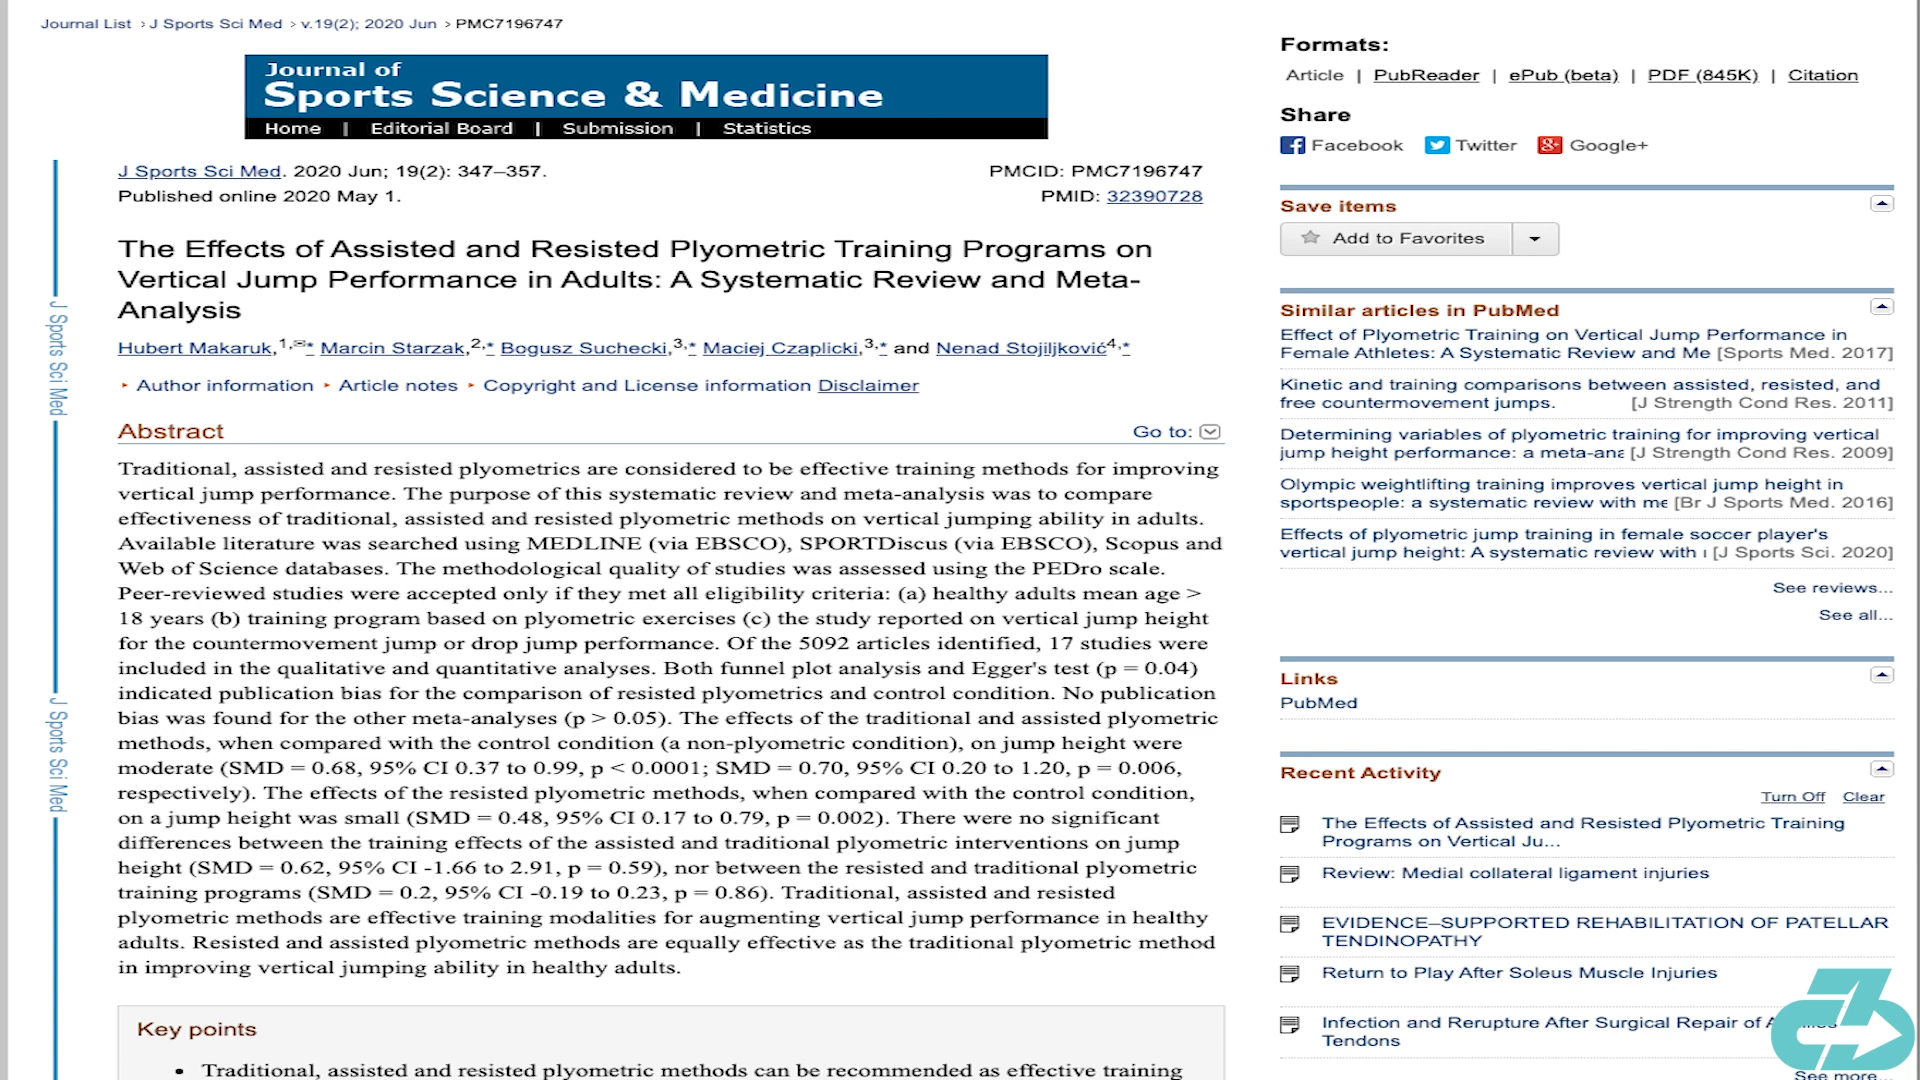 Journal List › J Sports Sci Med › v.19(2); 2020 Jun › PMC7196747
Journal of
Sports Science & Medicine
Home | Editorial Board | Submission | Statistics
J Sports Sci Med. 2020 Jun; 19(2): 347–357.
Published online 2020 May 1.
PMCID: PMC7196747
PMID: 32390728
The Effects of Assisted and Resisted Plyometric Training Programs on
Vertical Jump Performance in Adults: A Systematic Review and Meta-
Analysis
Hubert Makaruk,1,✉* Marcin Starzak,2,* Bogusz Suchecki,3,* Maciej Czaplicki,3,* and Nenad Stojiljković4,*
▸ Author information ▸ Article notes ▸ Copyright and License information Disclaimer
Abstract
Go to:
Traditional, assisted and resisted plyometrics are considered to be effective training methods for improving
vertical jump performance. The purpose of this systematic review and meta-analysis was to compare
effectiveness of traditional, assisted and resisted plyometric methods on vertical jumping ability in adults.
Available literature was searched using MEDLINE (via EBSCO), SPORTDiscus (via EBSCO), Scopus and
Web of Science databases. The methodological quality of studies was assessed using the PEDro scale.
Peer-reviewed studies were accepted only if they met all eligibility criteria: (a) healthy adults mean age >
18 years (b) training program based on plyometric exercises (c) the study reported on vertical jump height
for the countermovement jump or drop jump performance. Of the 5092 articles identified, 17 studies were
included in the qualitative and quantitative analyses. Both funnel plot analysis and Egger's test (p = 0.04)
indicated publication bias for the comparison of resisted plyometrics and control condition. No publication
bias was found for the other meta-analyses (p > 0.05). The effects of the traditional and assisted plyometric
methods, when compared with the control condition (a non-plyometric condition), on jump height were
moderate (SMD = 0.68, 95% CI 0.37 to 0.99, p < 0.0001; SMD = 0.70, 95% CI 0.20 to 1.20, p = 0.006,
respectively). The effects of the resisted plyometric methods, when compared with the control condition,
on a jump height was small (SMD = 0.48, 95% CI 0.17 to 0.79, p = 0.002). There were no significant
differences between the training effects of the assisted and traditional plyometric interventions on jump
height (SMD = 0.62, 95% CI -1.66 to 2.91, p = 0.59), nor between the resisted and traditional plyometric
training programs (SMD = 0.2, 95% CI -0.19 to 0.23, p = 0.86). Traditional, assisted and resisted
plyometric methods are effective training modalities for augmenting vertical jump performance in healthy
adults. Resisted and assisted plyometric methods are equally effective as the traditional plyometric method
in improving vertical jumping ability in healthy adults.
Key points
• Traditional, assisted and resisted plyometric methods can be recommended as effective training
J Sports Sci Med
J Sports Sci Med
Formats:
Article | PubReader | ePub (beta) | PDF (845K) | Citation
Share
Facebook Twitter Google+
Save items
Add to Favorites
Similar articles in PubMed
Effect of Plyometric Training on Vertical Jump Performance in
Female Athletes: A Systematic Review and Me [Sports Med. 2017]
Kinetic and training comparisons between assisted, resisted, and
free countermovement jumps. [J Strength Cond Res. 2011]
Determining variables of plyometric training for improving vertical
jump height performance: a meta-ana [J Strength Cond Res. 2009]
Olympic weightlifting training improves vertical jump height in
sportspeople: a systematic review with me [Br J Sports Med. 2016]
Effects of plyometric jump training in female soccer player's
vertical jump height: A systematic review with [J Sports Sci. 2020]
See reviews...
See all...
Links
PubMed
Recent Activity
Turn Off Clear
The Effects of Assisted and Resisted Plyometric Training
Programs on Vertical Ju...
Review: Medial collateral ligament injuries
EVIDENCE–SUPPORTED REHABILITATION OF PATELLAR
TENDINOPATHY
Return to Play After Soleus Muscle Injuries
Infection and Rerupture After Surgical Repair of
Tendons
See more...